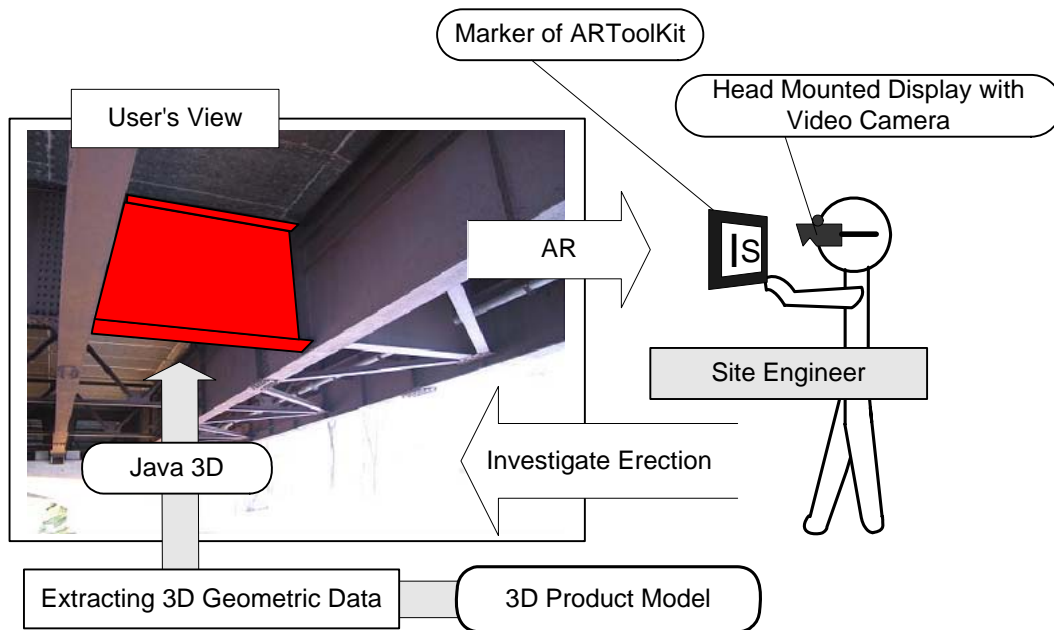 Marker of ARToolKit
Head Mounted Display with
Video Camera
User's View
AR
Is
Site Engineer
Investigate Erection
Java 3D
Extracting 3D Geometric Data
3D Product Model